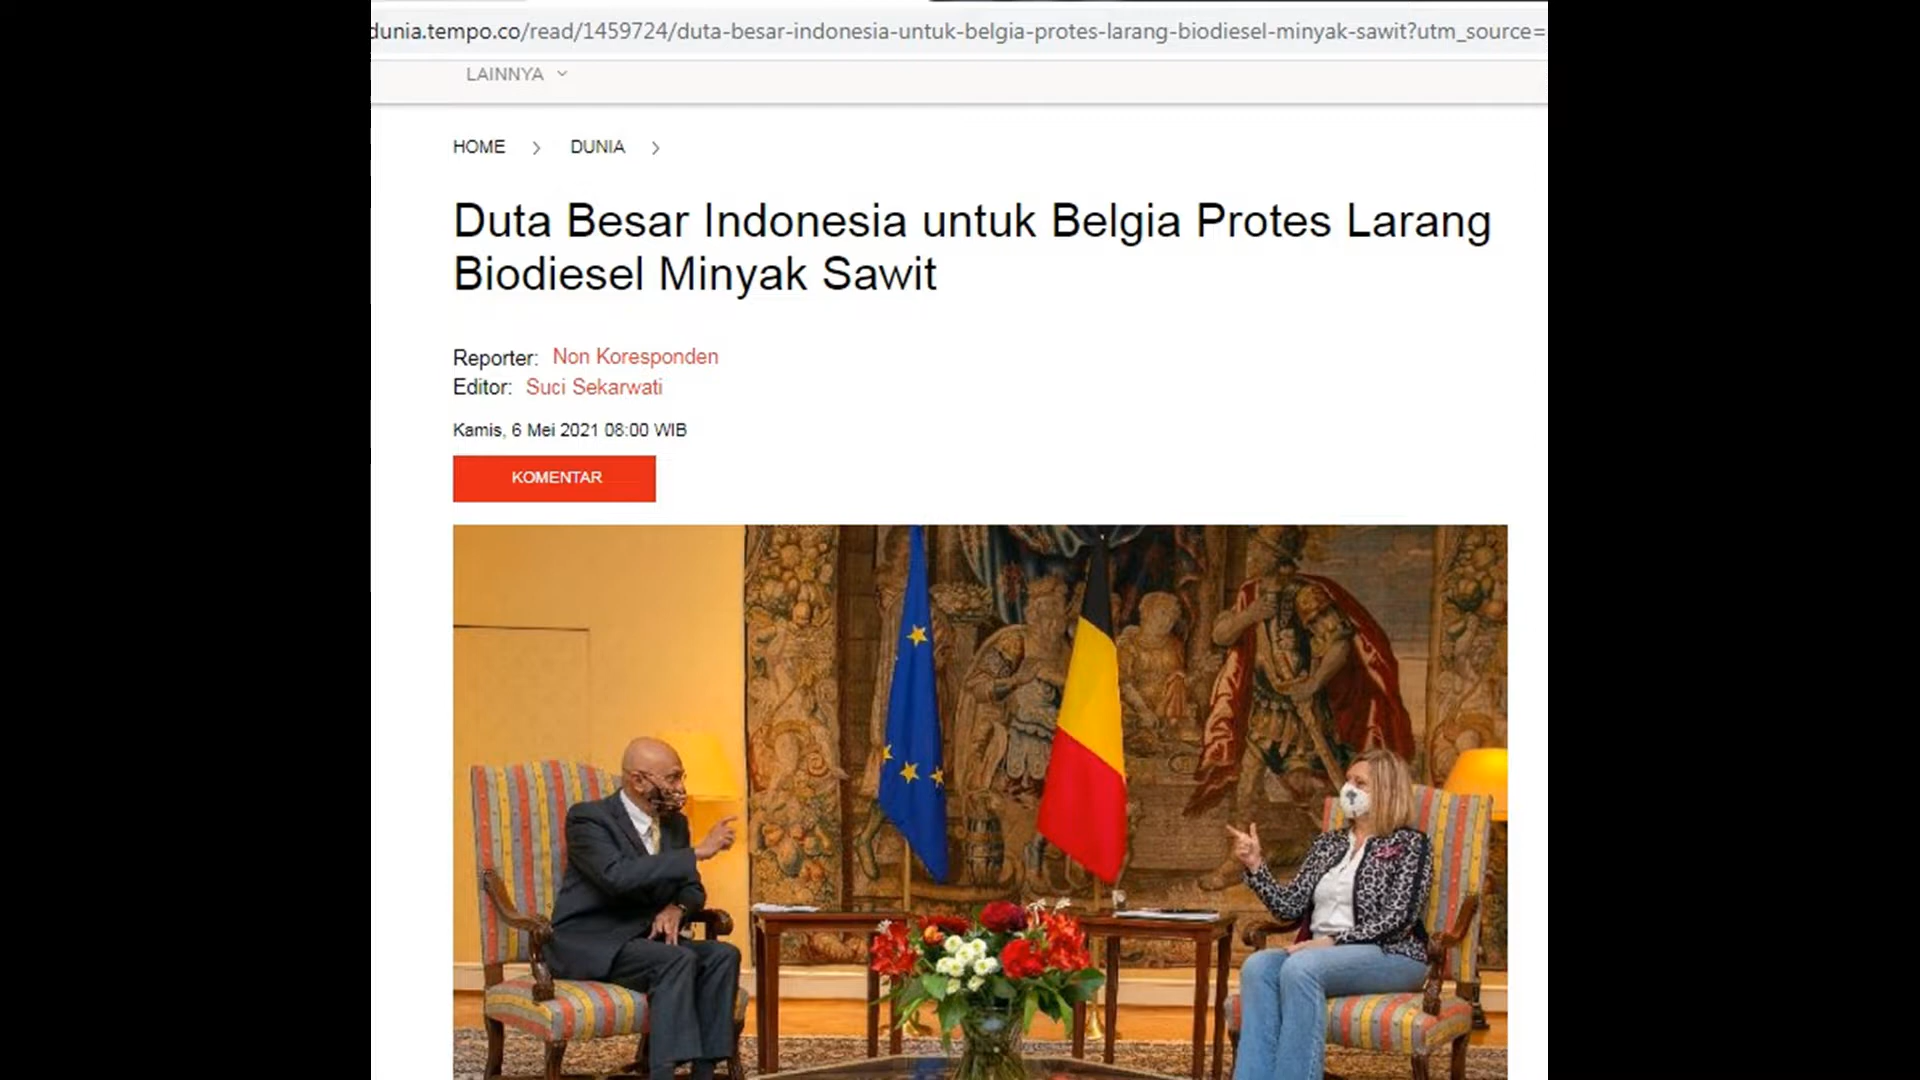 dunia.tempo.co/read/1459724/duta-besar-indonesia-untuk-belgia-protes-larang-biodiesel-minyak-sawit?utm_source=
LAINNYA
HOME > DUNIA >
Duta Besar Indonesia untuk Belgia Protes Larang
Biodiesel Minyak Sawit
Reporter: Non Koresponden
Editor: Suci Sekarwati
Kamis, 6 Mei 2021 08:00 WIB
KOMENTAR